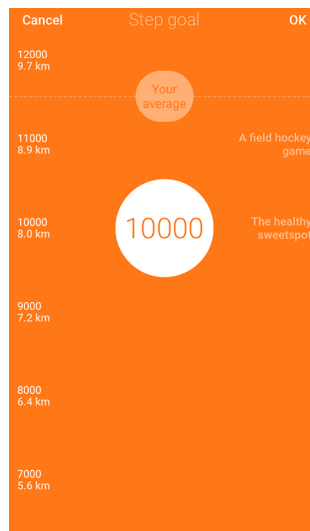 Cancel
Step goal
OK
12000
9.7 km
Your
average
11000
8.9 km
A field hockey
game
10000
8.0 km
10000
The healthy
sweetspot
9000
7.2 km
8000
6.4 km
7000
5.6 km